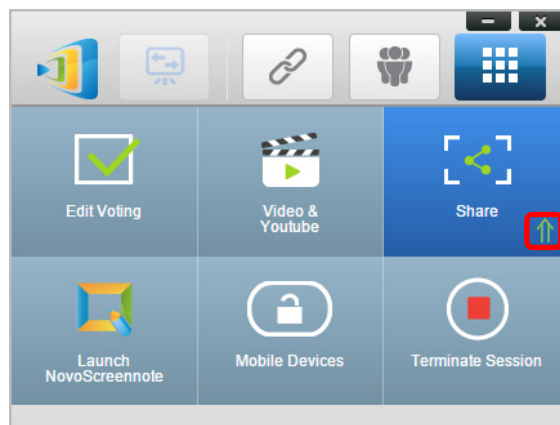 Edit Voting
Video &
Youtube
Share
Launch
NovoScreennote
Mobile Devices
Terminate Session